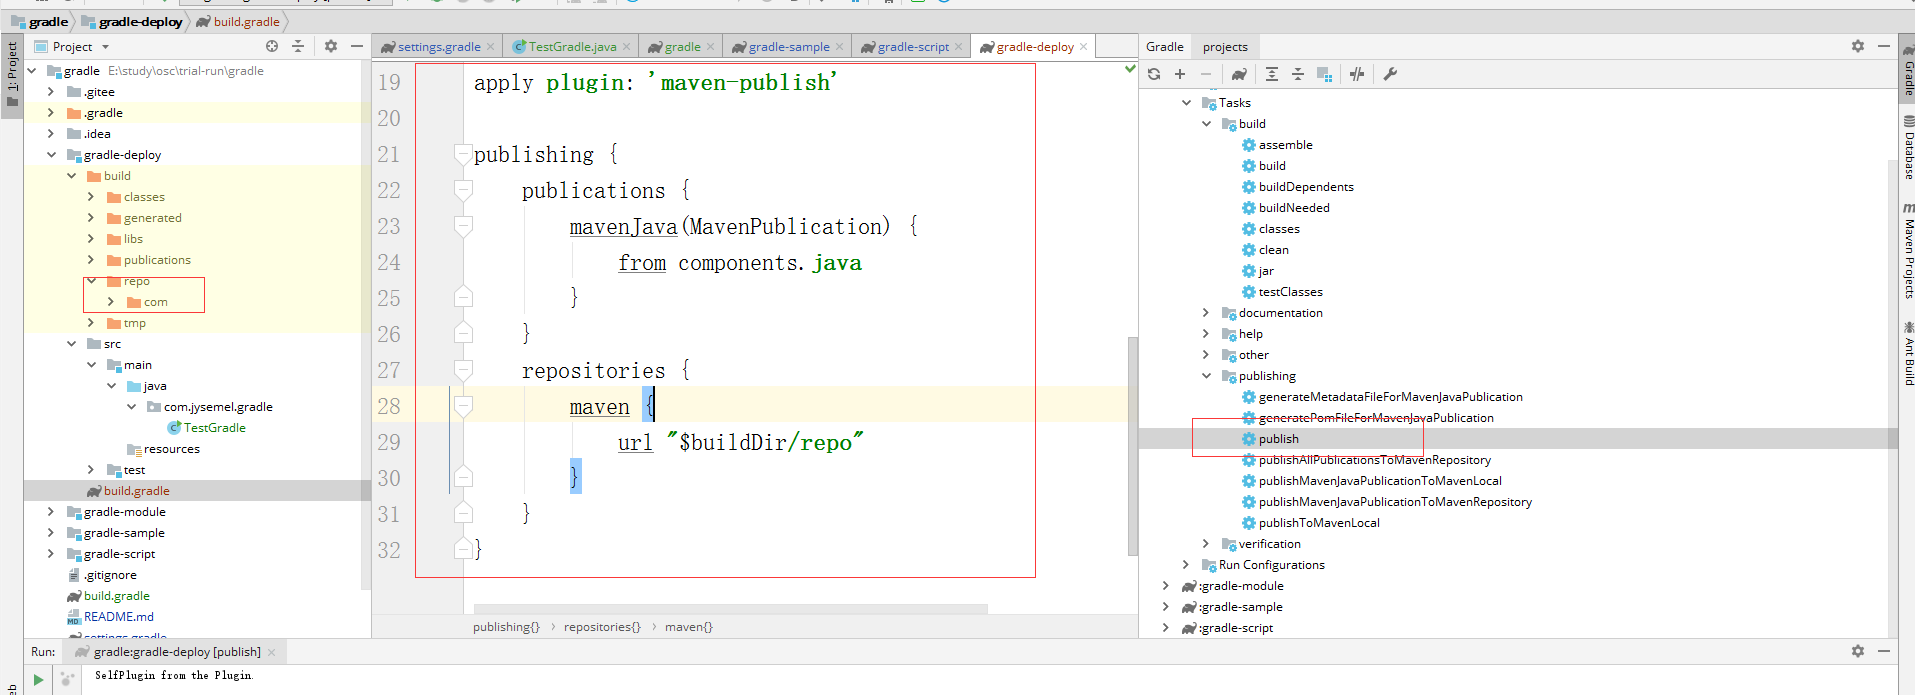 gradle gradle-deploy build.gradle
Project
settings.gradle TestGradle.java gradle gradle-sample gradle-script gradle-deploy
Gradle projects
1: Project
gradle E:\study\osc\trial-run\gradle
.gitee
.gradle
.idea
gradle-deploy
build
classes
generated
libs
publications
repo
com
tmp
src
main
java
com.jysemel.gradle
TestGradle
resources
test
build.gradle
gradle-module
gradle-sample
gradle-script
.gitignore
build.gradle
README.md
settings.gradle
19 apply plugin: 'maven-publish'
20
21 publishing {
22 publications {
23 mavenJava(MavenPublication) {
24 from components.java
25 }
26 }
27 repositories {
28 maven {
29 url "$buildDir/repo"
30 }
31 }
32 }
publishing{} repositories{} maven{}
Tasks
build
assemble
build
buildDependents
buildNeeded
classes
clean
jar
testClasses
documentation
help
other
publishing
generateMetadataFileForMavenJavaPublication
generatePomFileForMavenJavaPublication
publish
publishAllPublicationsToMavenRepository
publishMavenJavaPublicationToMavenLocal
publishMavenJavaPublicationToMavenRepository
publishToMavenLocal
verification
Run Configurations
:gradle-module
:gradle-sample
:gradle-script
Gradle
Database
Maven Projects
Ant Build
Run: gradle:gradle-deploy [publish]
SelfPlugin from the Plugin.